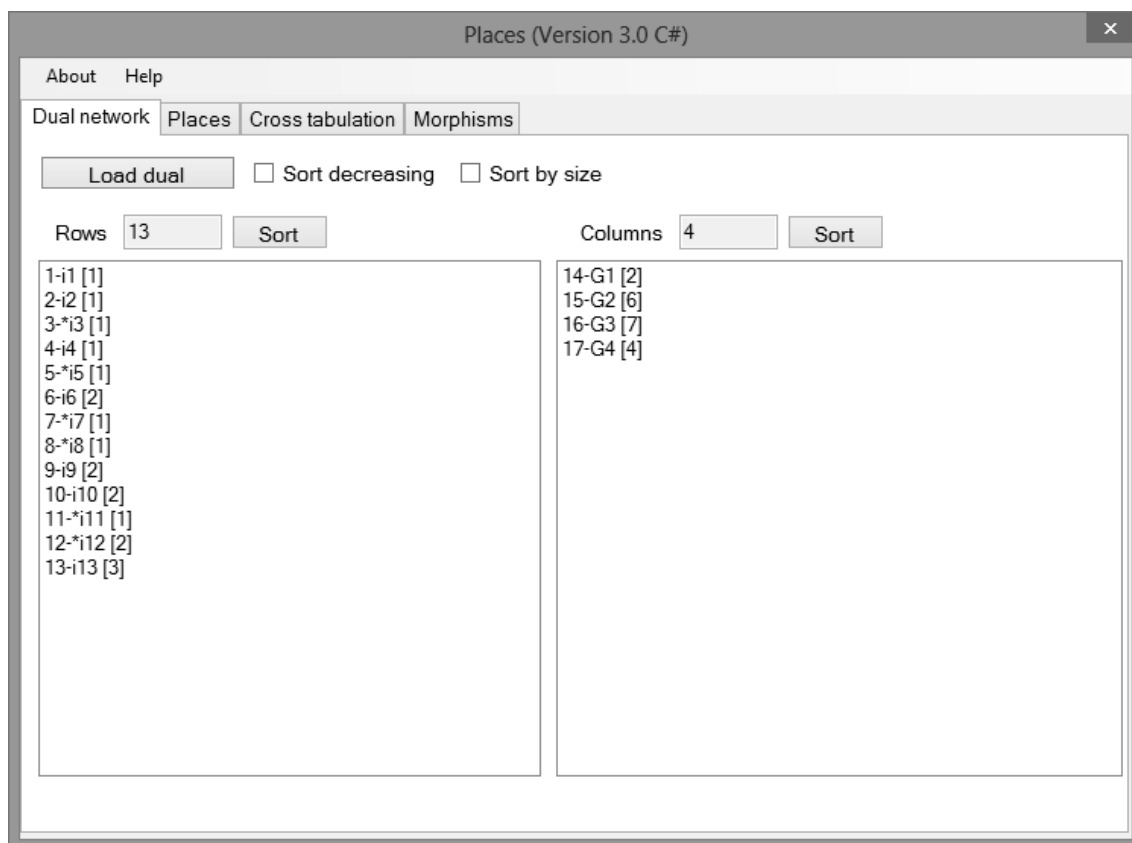 Places (Version 3.0 C#)
About Help
Dual network Places Cross tabulation Morphisms
Load dual Sort decreasing Sort by size
Rows 13 Sort Columns 4 Sort
1-i1 [1]
2-i2 [1]
3-*i3 [1]
4-i4 [1]
5-*i5 [1]
6-i6 [2]
7-*i7 [1]
8-*i8 [1]
9-i9 [2]
10-i10 [2]
11-*i11 [1]
12-*i12 [2]
13-i13 [3]
14-G1 [2]
15-G2 [6]
16-G3 [7]
17-G4 [4]